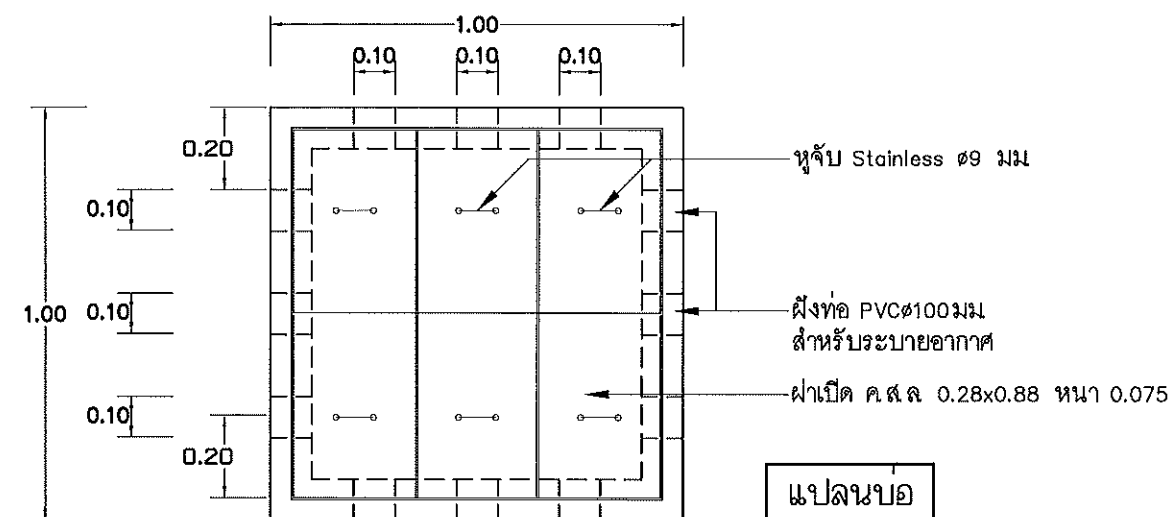 1.00
0.10 0.10 0.10
0.20
หูจับ Stainless ø9 มม
0.10
1.00 0.10
ฝังท่อ PVCø100มม
สำหรับระบายอากาศ
ฝาเปิด ค.ส.ล 0.28x0.88 หนา 0.075
0.10
0.20
แปลนบ่อ